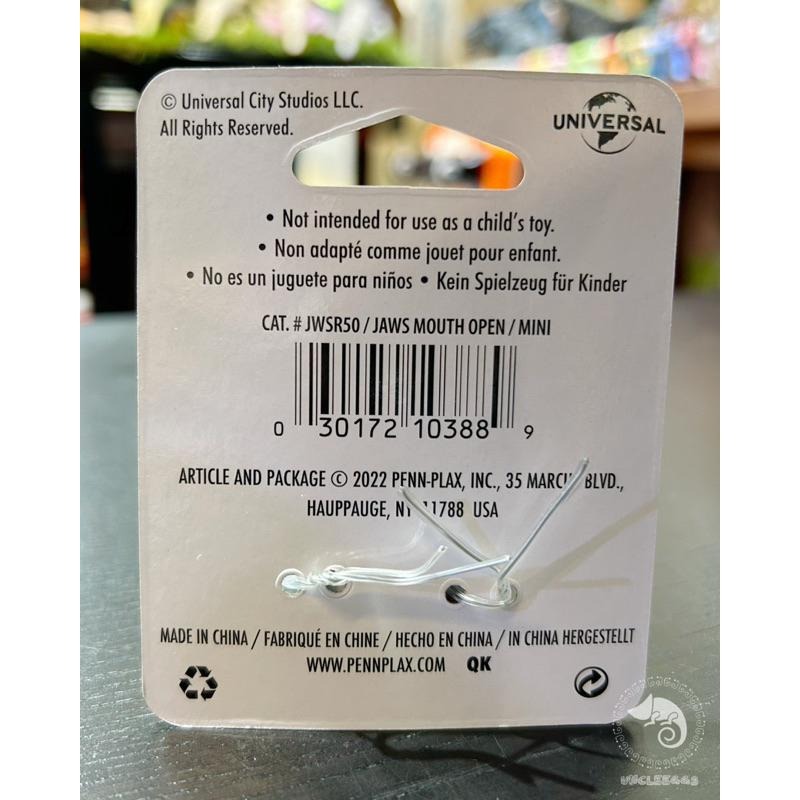 © Universal City Studios LLC.
All Rights Reserved.
UNIVERSAL
• Not intended for use as a child's toy.
• Non adapté comme jouet pour enfant.
• No es un juguete para niños • Kein Spielzeug für Kinder
CAT. # JWSR50 / JAWS MOUTH OPEN / MINI
0 30172 10388 9
ARTICLE AND PACKAGE © 2022 PENN-PLAX, INC., 35 BLVD.,
HAUPPAUGE, NY 11788 USA
MADE IN CHINA / FABRIQUÉ EN CHINE / HECHO EN CHINA / IN CHINA HERGESTELLT
WWW.PENNPLAX.COM QK